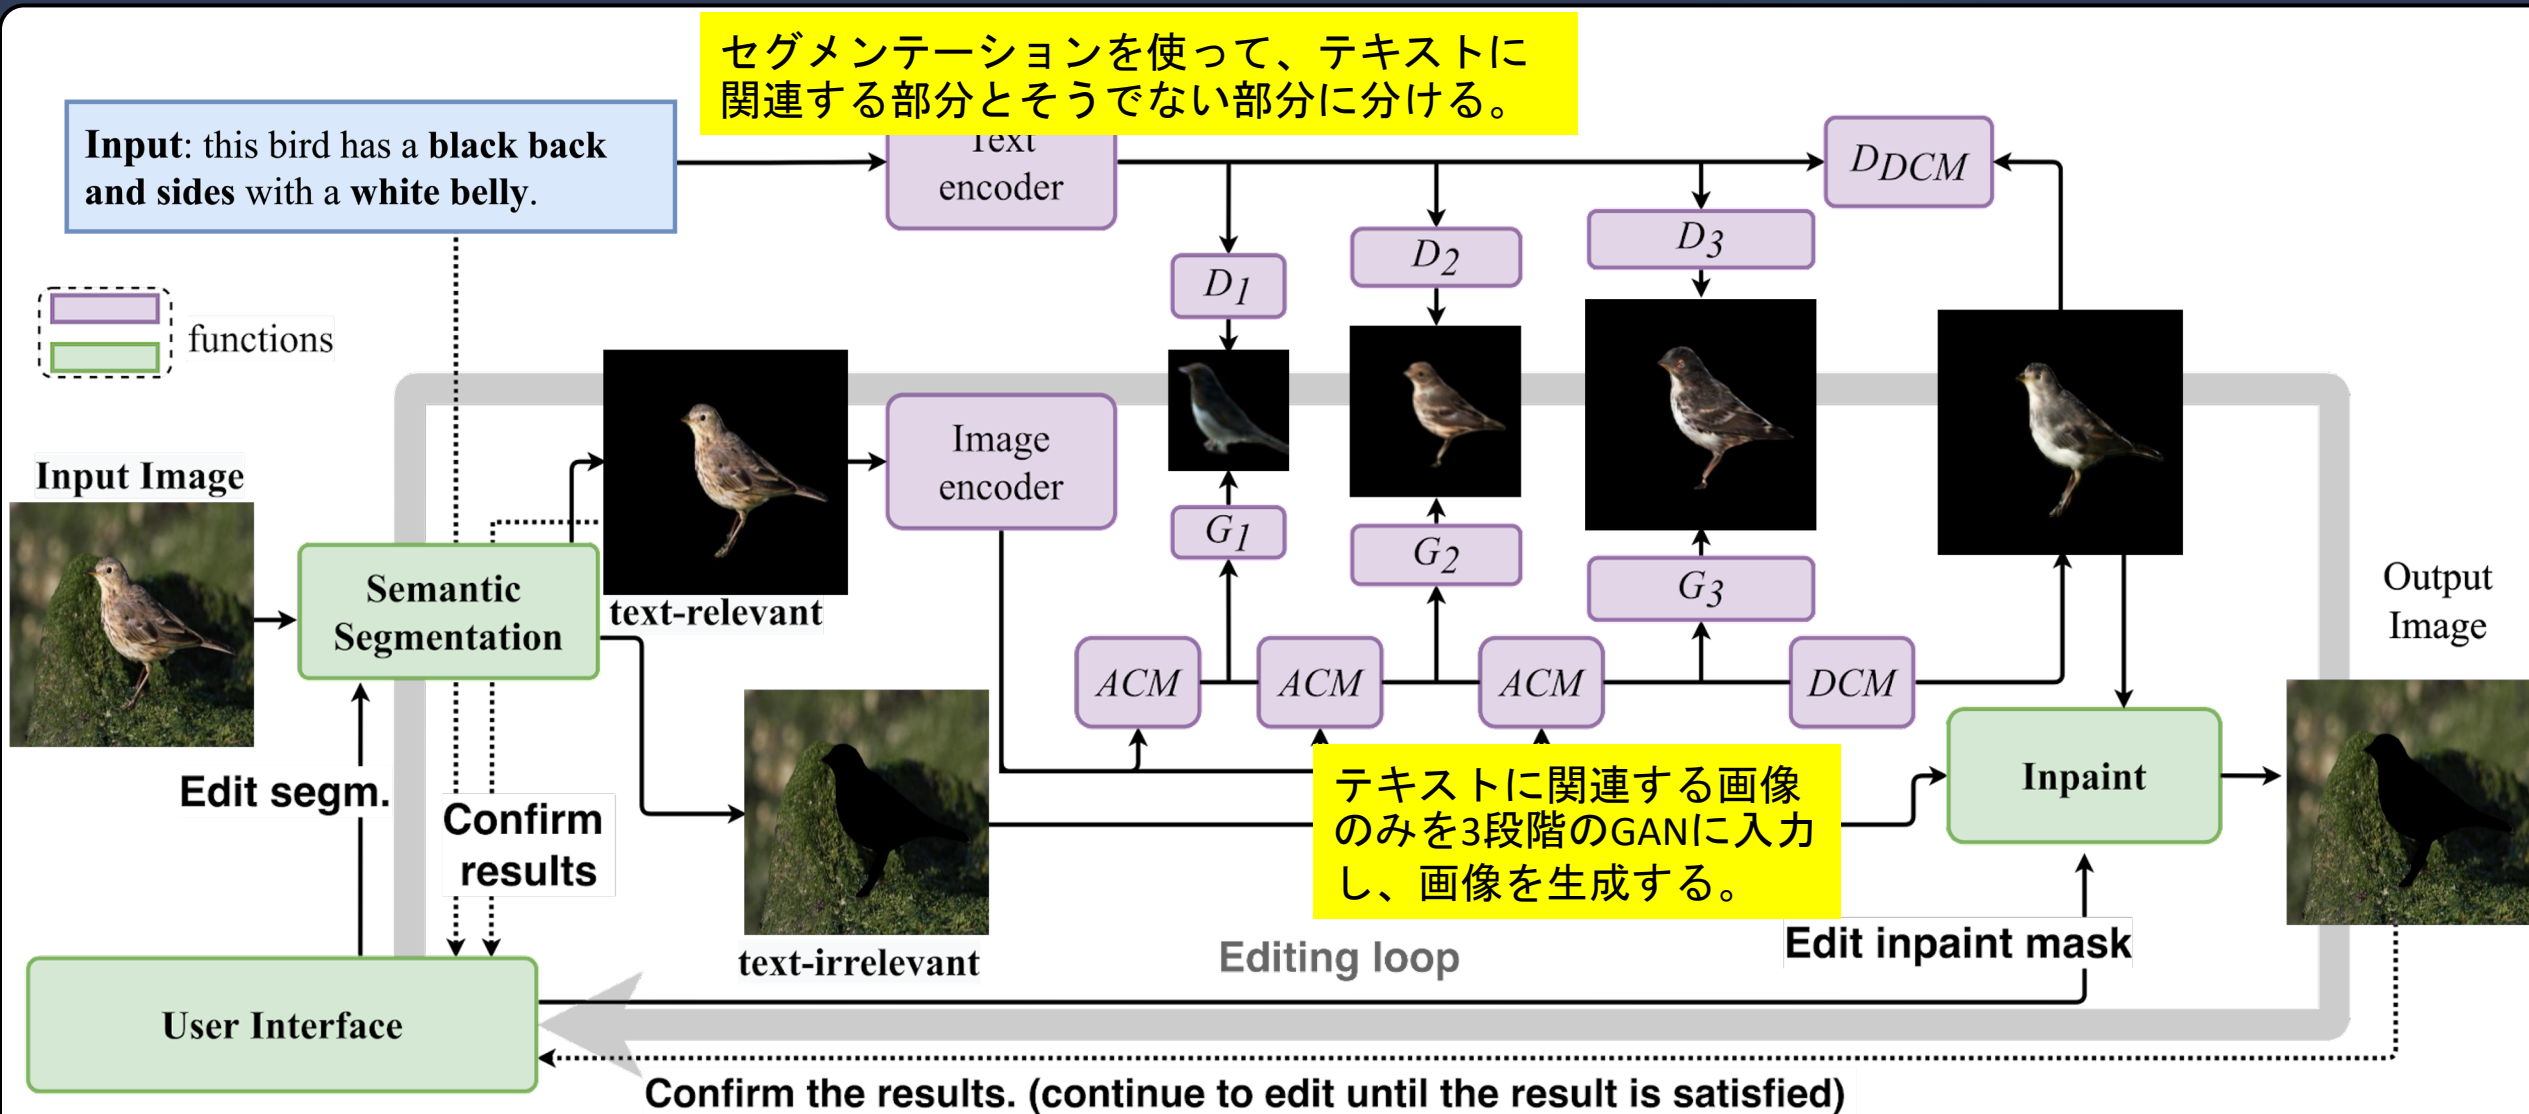 セグメンテーションを使って、テキストに
関連する部分とそうでない部分に分ける。
Input: this bird has a black back
and sides with a white belly.
Text
encoder
D_DCM
D1
D2
D3
functions
Input Image
Image
encoder
G1
G2
G3
Semantic
Segmentation
text-relevant
Output
Image
ACM
ACM
ACM
DCM
Edit segm.
Confirm
results
テキストに関連する画像
のみを3段階のGANに入力
し、画像を生成する。
Inpaint
text-irrelevant
Editing loop
Edit inpaint mask
User Interface
Confirm the results. (continue to edit until the result is satisfied)